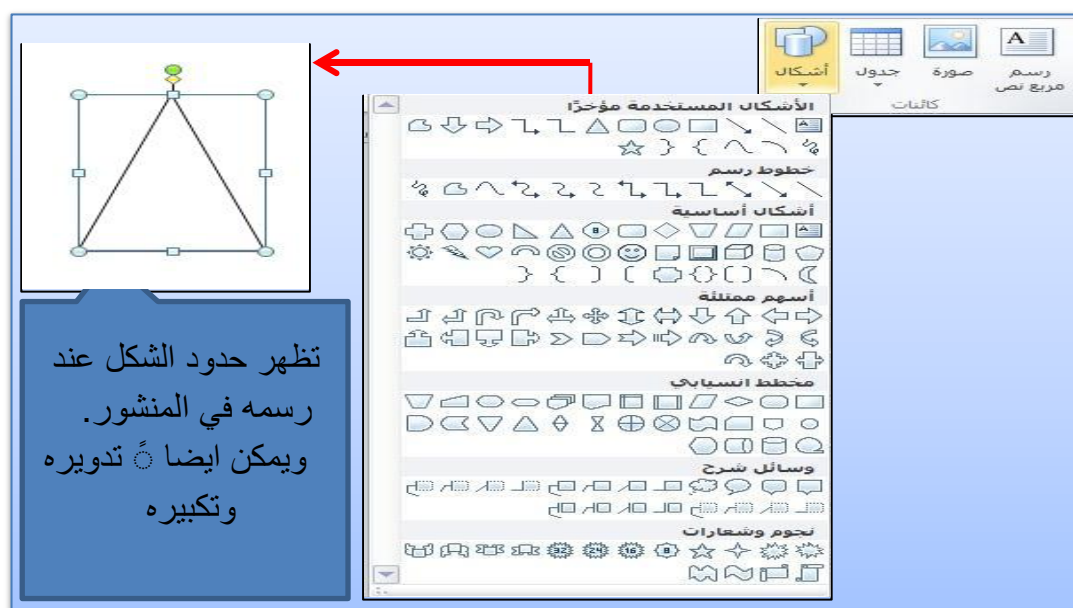 رسم
مربع نص
صورة
جدول
أشكال
كائنات
الأشكال المستخدمة مؤخرًا
خطوط رسم
أشكال أساسية
أسهم ممتلئة
مخطط انسيابي
وسائل شرح
نجوم وشعارات
تظهر حدود الشكل عند
رسمه في المنشور.
ويمكن ايضا ً تدويره
وتكبيره